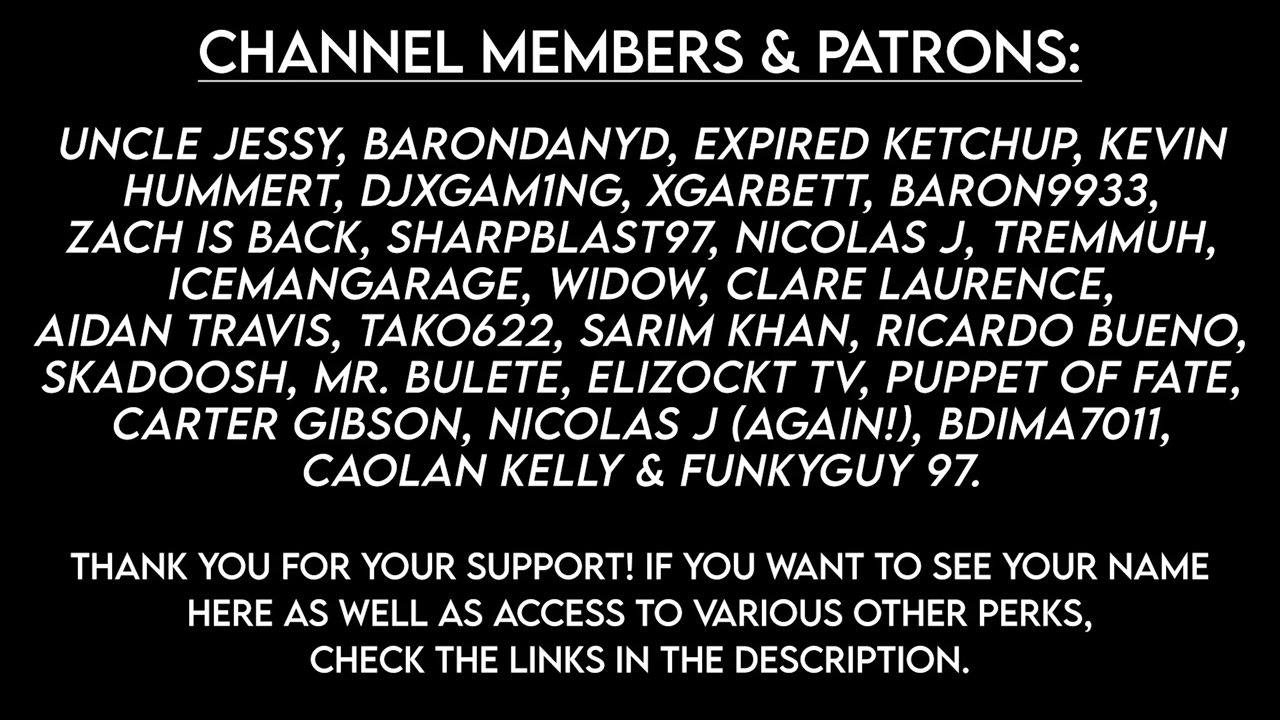 CHANNEL MEMBERS & PATRONS:
UNCLE JESSY, BARONDANYD, EXPIRED KETCHUP, KEVIN
HUMMERT, DJXGAM1NG, XGARBETT, BARON9933,
ZACH IS BACK, SHARPBLAST97, NICOLAS J, TREMMUH,
ICEMANGARAGE, WIDOW, CLARE LAURENCE,
AIDAN TRAVIS, TAKO622, SARIM KHAN, RICARDO BUENO,
SKADOOSH, MR. BULETE, ELIZOCKT TV, PUPPET OF FATE,
CARTER GIBSON, NICOLAS J (AGAIN!), BDIMA7011,
CAOLAN KELLY & FUNKYGUY 97.
THANK YOU FOR YOUR SUPPORT! IF YOU WANT TO SEE YOUR NAME
HERE AS WELL AS ACCESS TO VARIOUS OTHER PERKS,
CHECK THE LINKS IN THE DESCRIPTION.